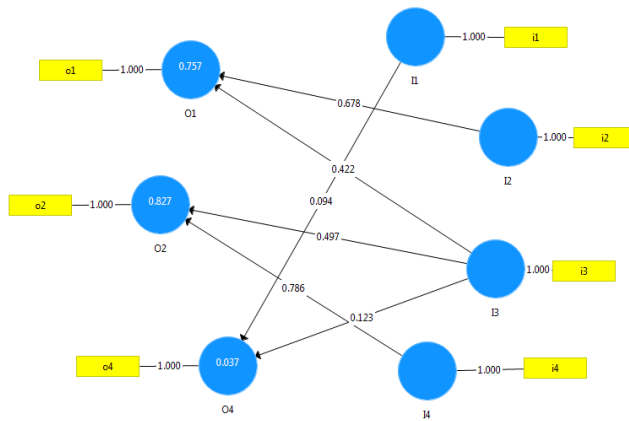 1.000
i1
0.757
o1
1.000
I1
0.678
O1
1.000
i2
0.422
I2
0.094
0.827
o2
1.000
0.497
O2
1.000
i3
0.786
I3
0.123
0.037
o4
1.000
1.000
i4
O4
I4